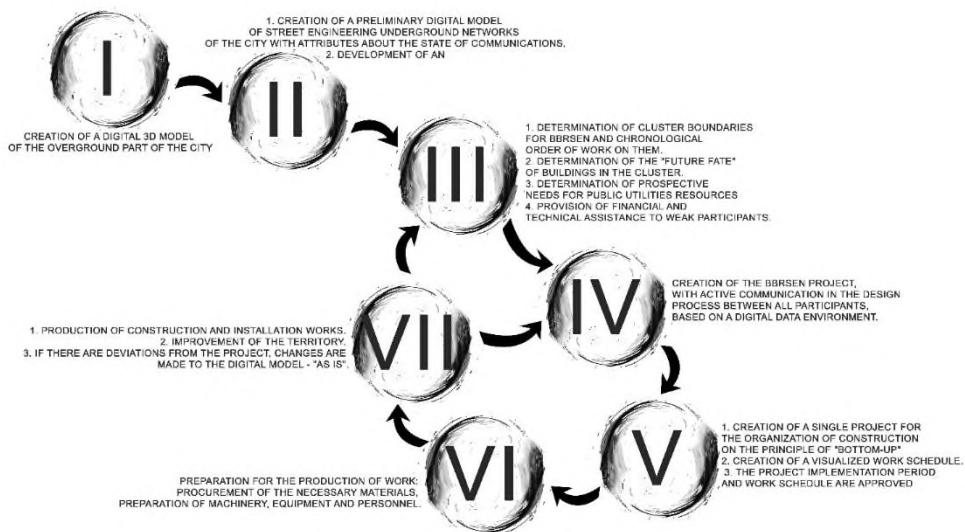 I
CREATION OF A DIGITAL 3D MODEL
OF THE OVERGROUND PART OF THE CITY
1. CREATION OF A PRELIMINARY DIGITAL MODEL
OF STREET ENGINEERING UNDERGROUND NETWORKS
OF THE CITY WITH ATTRIBUTES ABOUT THE STATE OF COMMUNICATIONS.
2. DEVELOPMENT OF AN
II
III
1. DETERMINATION OF CLUSTER BOUNDARIES
FOR BBRSEN AND CHRONOLOGICAL
ORDER OF WORK ON THEM.
2. DETERMINATION OF THE "FUTURE FATE"
OF BUILDINGS IN THE CLUSTER.
3. DETERMINATION OF PROSPECTIVE
NEEDS FOR PUBLIC UTILITIES RESOURCES
4. PROVISION OF FINANCIAL AND
TECHNICAL ASSISTANCE TO WEAK PARTICIPANTS.
IV
CREATION OF THE BBRSEN PROJECT,
WITH ACTIVE COMMUNICATION IN THE DESIGN
PROCESS BETWEEN ALL PARTICIPANTS,
BASED ON A DIGITAL DATA ENVIRONMENT.
V
1. CREATION OF A SINGLE PROJECT FOR
THE ORGANIZATION OF CONSTRUCTION
ON THE PRINCIPLE OF "BOTTOM-UP"
2. CREATION OF A VISUALIZED WORK SCHEDULE.
3. THE PROJECT IMPLEMENTATION PERIOD
AND WORK SCHEDULE ARE APPROVED
VI
PREPARATION FOR THE PRODUCTION OF WORK:
PROCUREMENT OF THE NECESSARY MATERIALS,
PREPARATION OF MACHINERY, EQUIPMENT AND PERSONNEL.
VII
1. PRODUCTION OF CONSTRUCTION AND INSTALLATION WORKS.
2. IMPROVEMENT OF THE TERRITORY.
3. IF THERE ARE DEVIATIONS FROM THE PROJECT, CHANGES ARE
MADE TO THE DIGITAL MODEL - "AS IS".